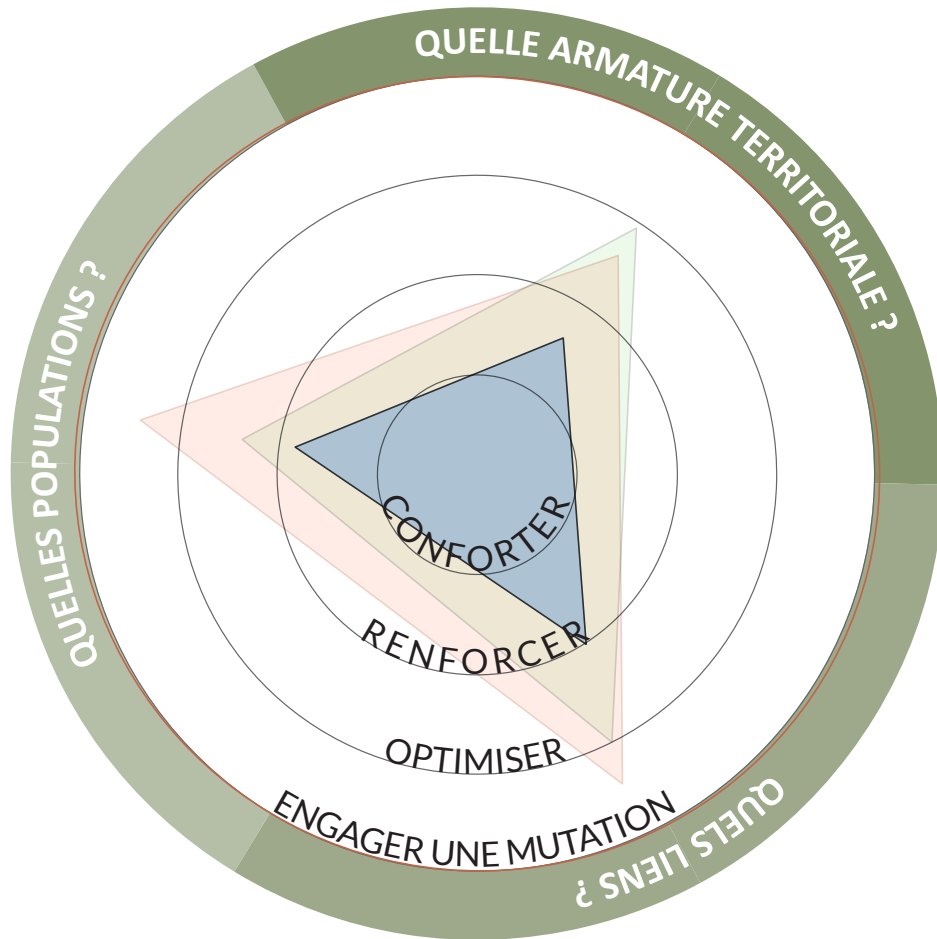 QUELLE ARMATURE TERRITORIALE ?
QUELLES POPULATIONS ?
CONFORTER
RENFORCER
OPTIMISER
ENGAGER UNE MUTATION
QUELS LIENS ?